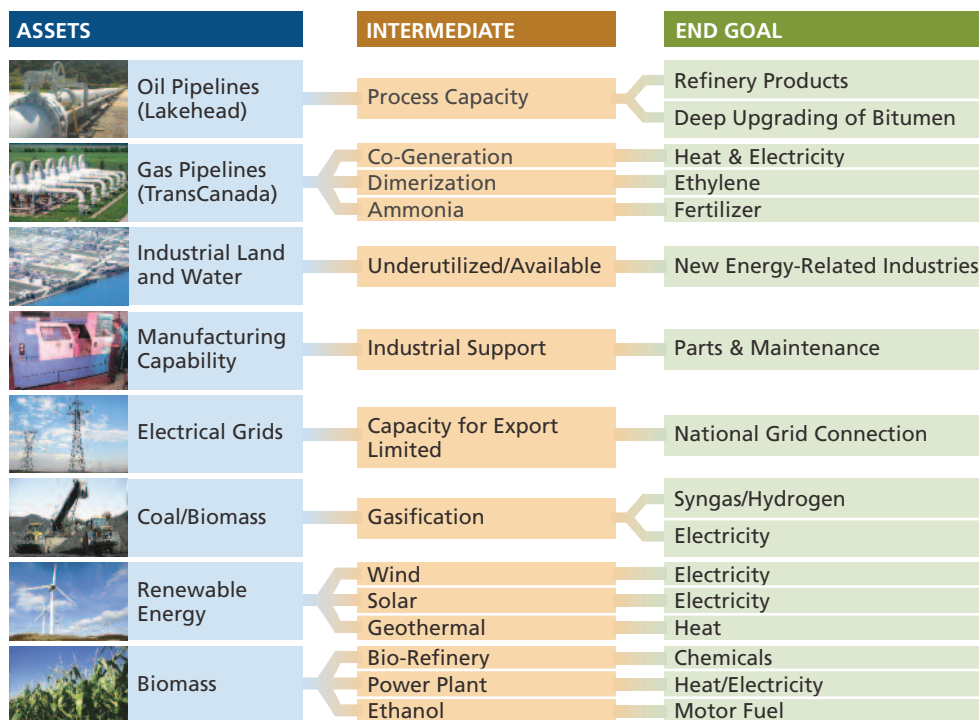 ASSETS
INTERMEDIATE
END GOAL
Oil Pipelines
(Lakehead)
Process Capacity
Refinery Products
Deep Upgrading of Bitumen
Gas Pipelines
(TransCanada)
Co-Generation
Heat & Electricity
Dimerization
Ethylene
Ammonia
Fertilizer
Industrial Land
and Water
Underutilized/Available
New Energy-Related Industries
Manufacturing
Capability
Industrial Support
Parts & Maintenance
Electrical Grids
Capacity for Export
Limited
National Grid Connection
Coal/Biomass
Gasification
Syngas/Hydrogen
Electricity
Renewable
Energy
Wind
Electricity
Solar
Electricity
Geothermal
Heat
Biomass
Bio-Refinery
Chemicals
Power Plant
Heat/Electricity
Ethanol
Motor Fuel